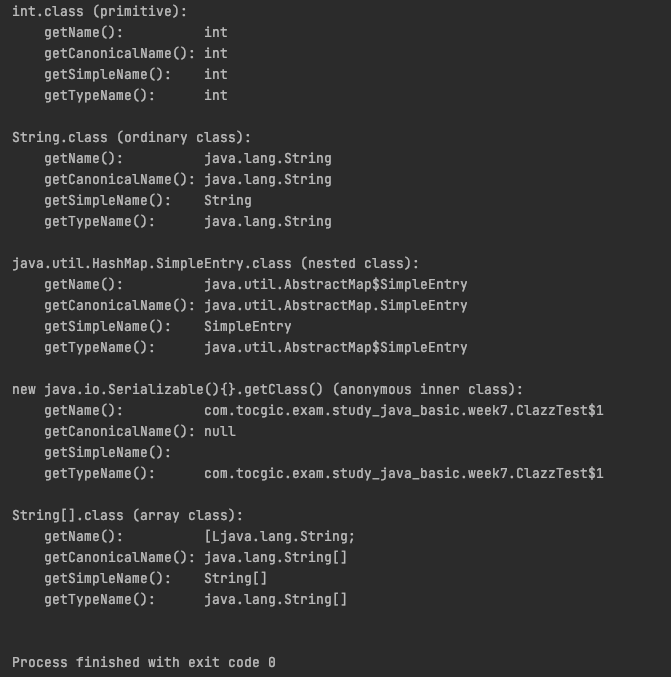 int.class (primitive):
    getName():          int
    getCanonicalName(): int
    getSimpleName():    int
    getTypeName():      int

String.class (ordinary class):
    getName():          java.lang.String
    getCanonicalName(): java.lang.String
    getSimpleName():    String
    getTypeName():      java.lang.String

java.util.HashMap.SimpleEntry.class (nested class):
    getName():          java.util.AbstractMap$SimpleEntry
    getCanonicalName(): java.util.AbstractMap.SimpleEntry
    getSimpleName():    SimpleEntry
    getTypeName():      java.util.AbstractMap$SimpleEntry

new java.io.Serializable(){}.getClass() (anonymous inner class):
    getName():          com.tocgic.exam.study_java_basic.week7.ClazzTest$1
    getCanonicalName(): null
    getSimpleName():
    getTypeName():      com.tocgic.exam.study_java_basic.week7.ClazzTest$1

String[].class (array class):
    getName():          [Ljava.lang.String;
    getCanonicalName(): java.lang.String[]
    getSimpleName():    String[]
    getTypeName():      java.lang.String[]


Process finished with exit code 0